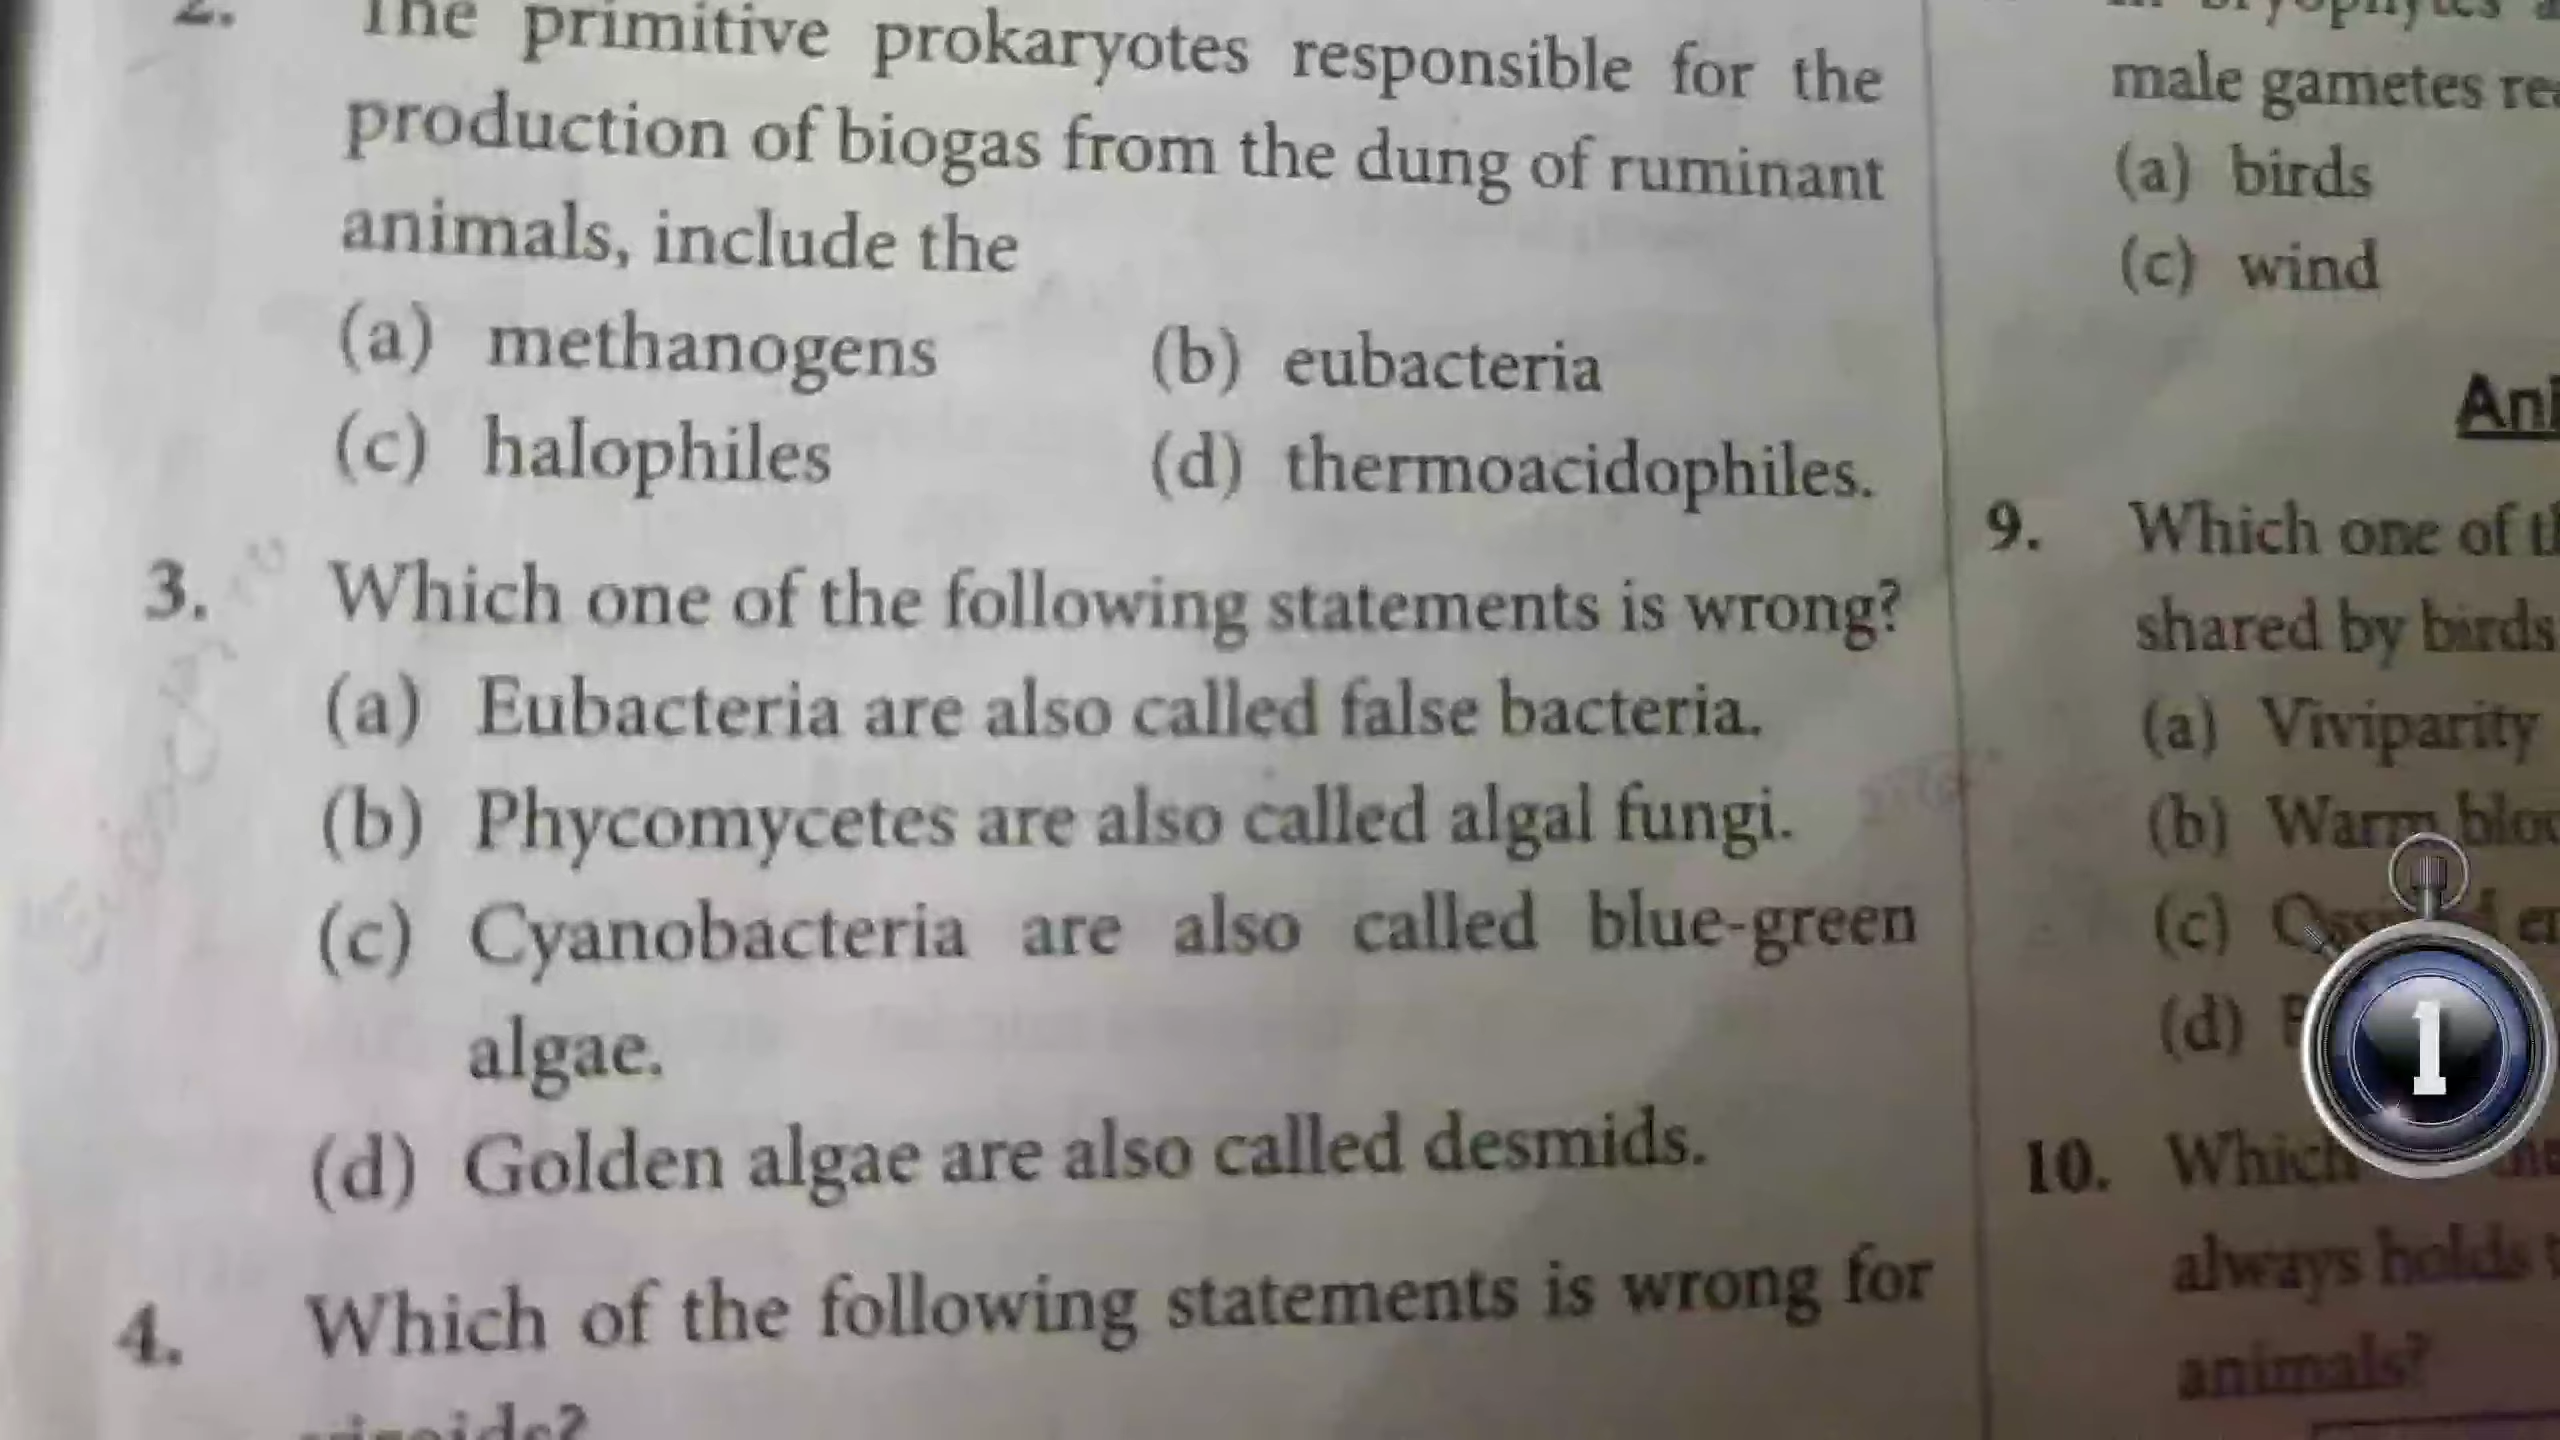 2. The primitive prokaryotes responsible for the
production of biogas from the dung of ruminant
animals, include the
(a) methanogens (b) eubacteria
(c) halophiles (d) thermoacidophiles.
3. Which one of the following statements is wrong?
(a) Eubacteria are also called false bacteria.
(b) Phycomycetes are also called algal fungi.
(c) Cyanobacteria are also called blue-green
algae.
(d) Golden algae are also called desmids.
4. Which of the following statements is wrong for
male gametes
(a) birds
(c) wind
9. Which one of
shared by birds
(a) Viviparity
(b) Warm
(c)
(d)
1
10. Which
always holds
animals?